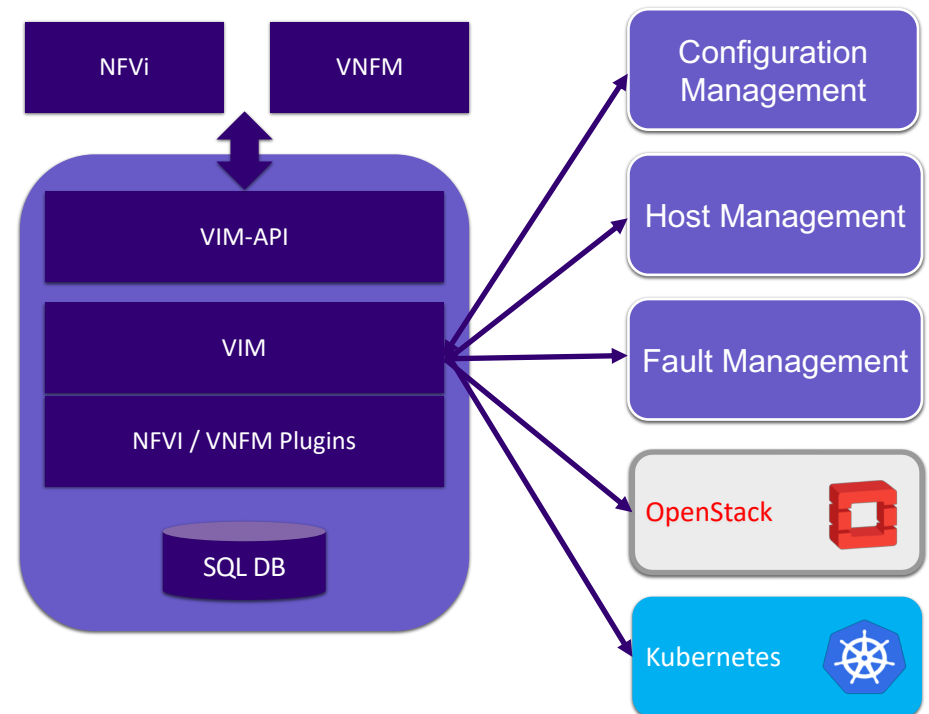 NFVi
VNFM
VIM-API
VIM
NFVI / VNFM Plugins
SQL DB
Configuration
Management
Host Management
Fault Management
OpenStack
Kubernetes